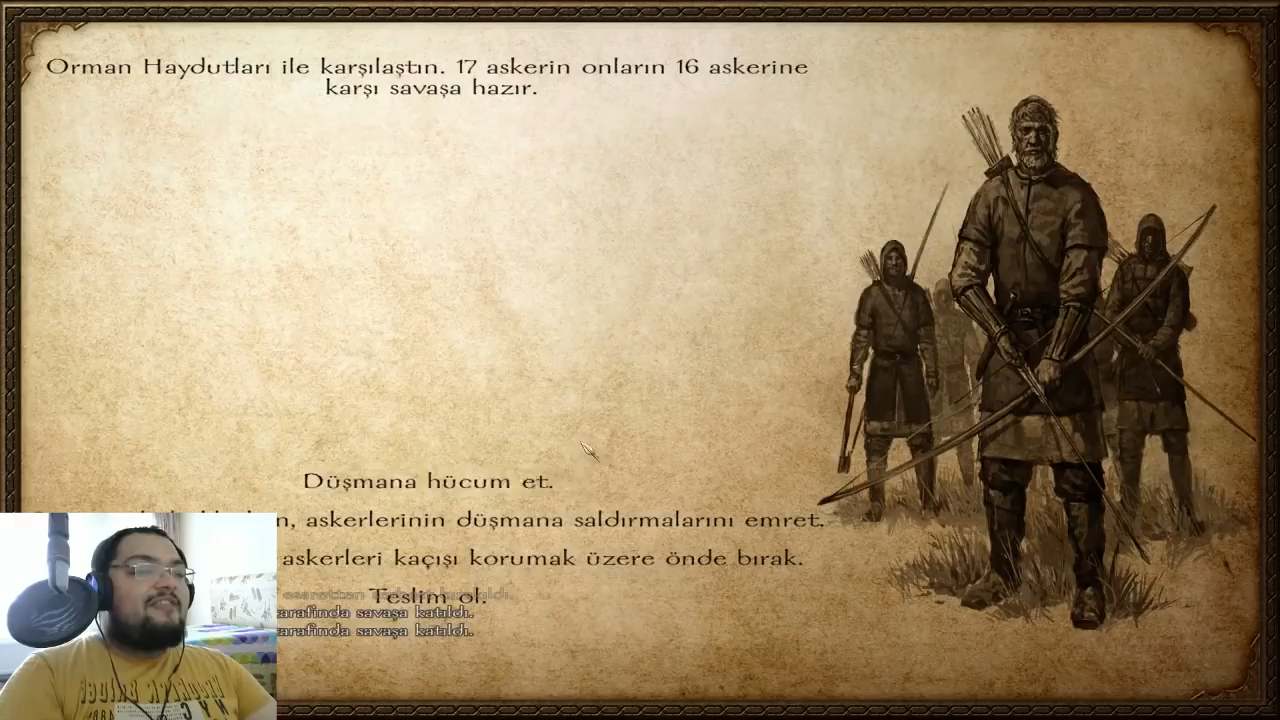 Orman Haydutları ile karşılaştın. 17 askerin onların 16 askerine
karşı savaşa hazır.
Düşmana hücum et.
askerlerinin düşmana saldırmalarını emret.
askerleri kaçışı korumak üzere önde bırak.
Teslim ol.
esaretten
tarafında savaşa katıldı.
tarafında savaşa katıldı.